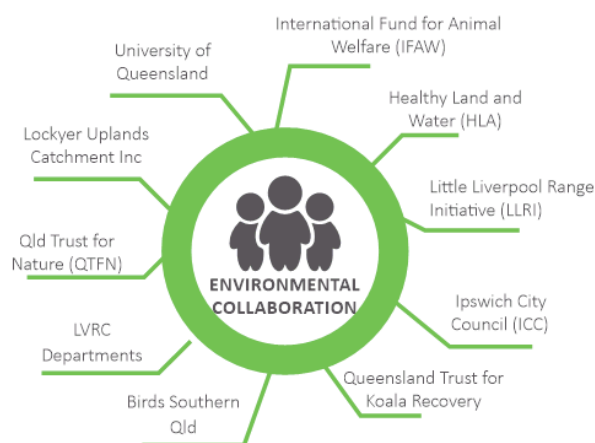 International Fund for Animal
Welfare (IFAW)
University of
Queensland
Healthy Land and
Water (HLA)
Lockyer Uplands
Catchment Inc
Little Liverpool Range
Initiative (LLRI)
Qld Trust for
Nature (QTFN)
ENVIRONMENTAL
COLLABORATION
Ipswich City
Council (ICC)
LVRC
Departments
Queensland Trust for
Koala Recovery
Birds Southern
Qld